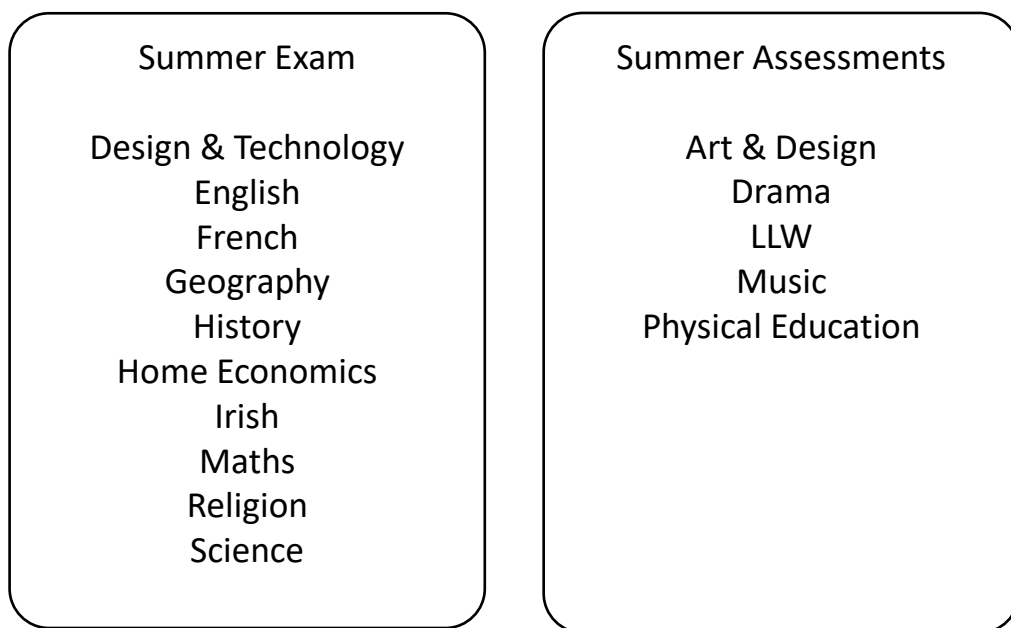 Summer Exam
Design & Technology
English
French
Geography
History
Home Economics
Irish
Maths
Religion
Science
Summer Assessments
Art & Design
Drama
LLW
Music
Physical Education